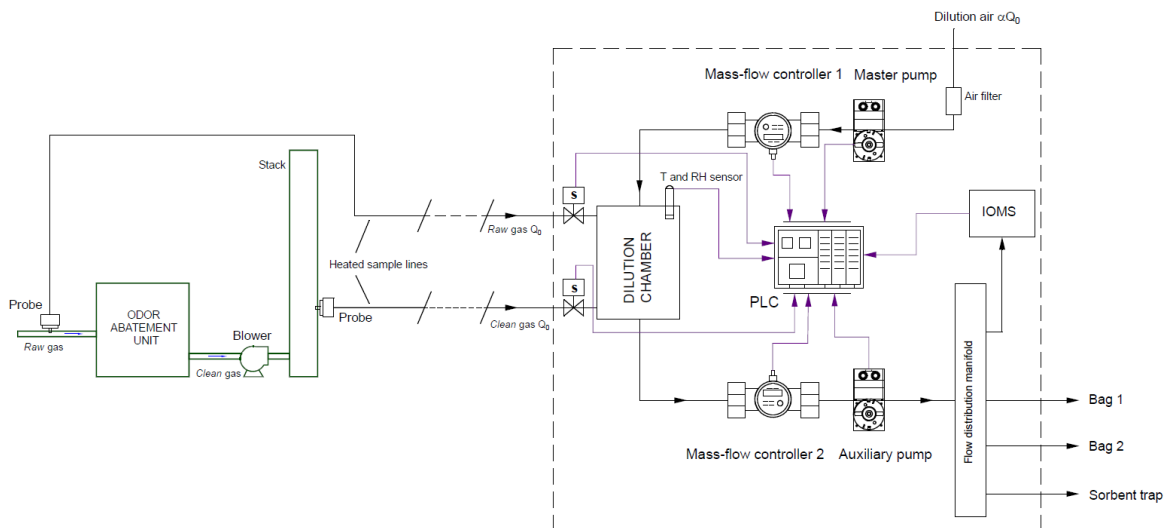 Dilution air αQ0
Mass-flow controller 1
Master pump
Air filter
Stack
T and RH sensor
S
IOMS
Raw gas Q0
Heated sample lines
DILUTION
CHAMBER
S
PLC
Probe
Probe
Clean gas Q0
ODOR
ABATEMENT
UNIT
Blower
Raw gas
Clean gas
Flow distribution manifold
Bag 1
Mass-flow controller 2
Auxiliary pump
Bag 2
Sorbent trap